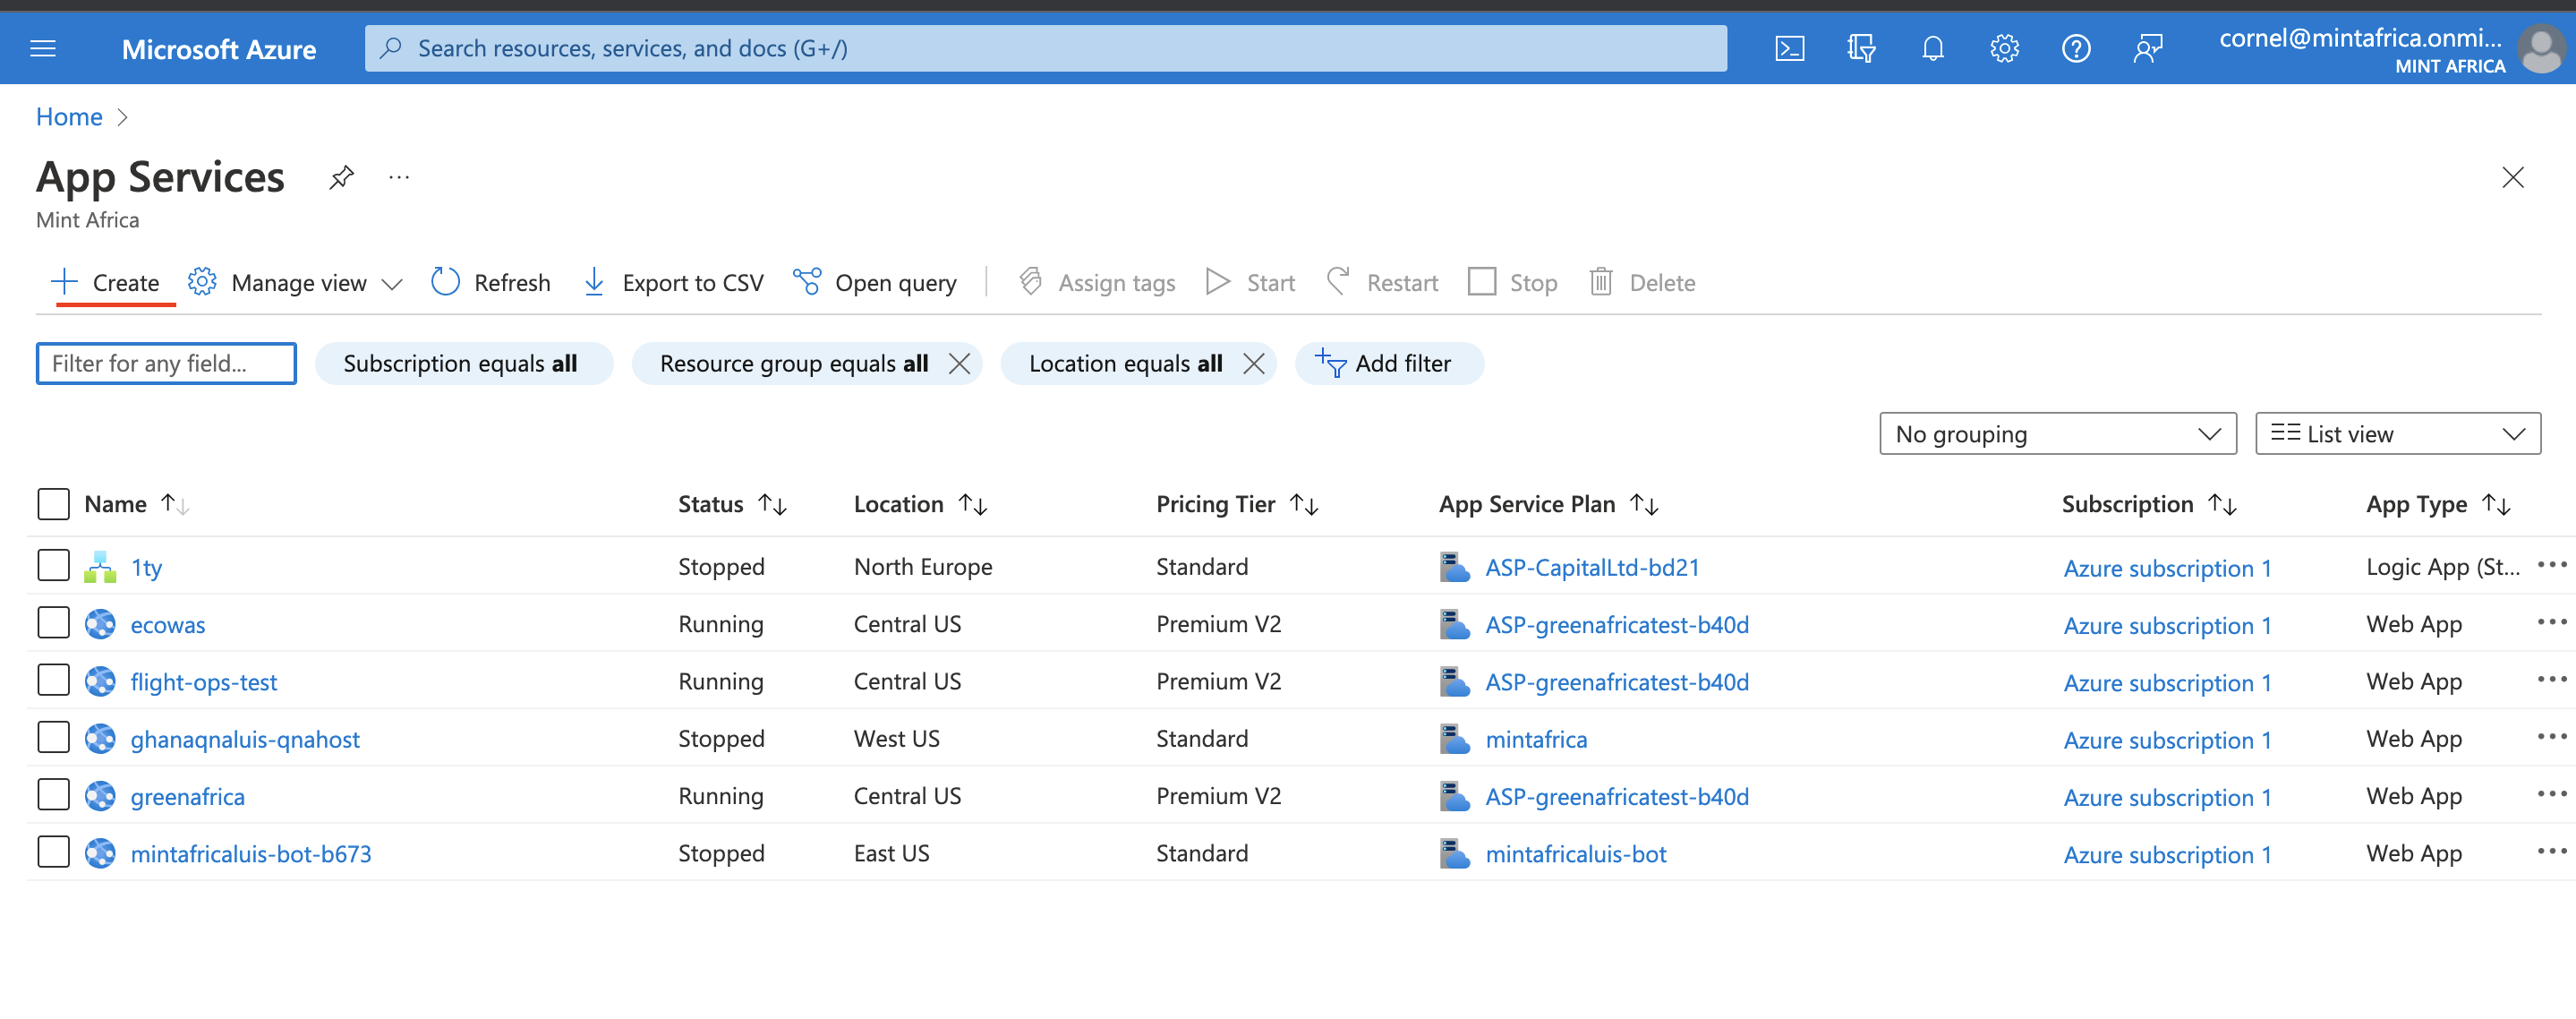 Microsoft Azure
Search resources, services, and docs (G+/)
cornel@mintafrica.onmi...
MINT AFRICA
Home
App Services
Mint Africa
Create Manage view Refresh Export to CSV Open query Assign tags Start Restart Stop Delete
Filter for any field... Subscription equals all Resource group equals all Location equals all Add filter
No grouping List view
Name Status Location Pricing Tier App Service Plan Subscription App Type
1ty Stopped North Europe Standard ASP-CapitalLtd-bd21 Azure subscription 1 Logic App (St...
ecowas Running Central US Premium V2 ASP-greenafricatest-b40d Azure subscription 1 Web App
flight-ops-test Running Central US Premium V2 ASP-greenafricatest-b40d Azure subscription 1 Web App
ghanaqnaluis-qnahost Stopped West US Standard mintafrica Azure subscription 1 Web App
greenafrica Running Central US Premium V2 ASP-greenafricatest-b40d Azure subscription 1 Web App
mintafricaluis-bot-b673 Stopped East US Standard mintafricaluis-bot Azure subscription 1 Web App